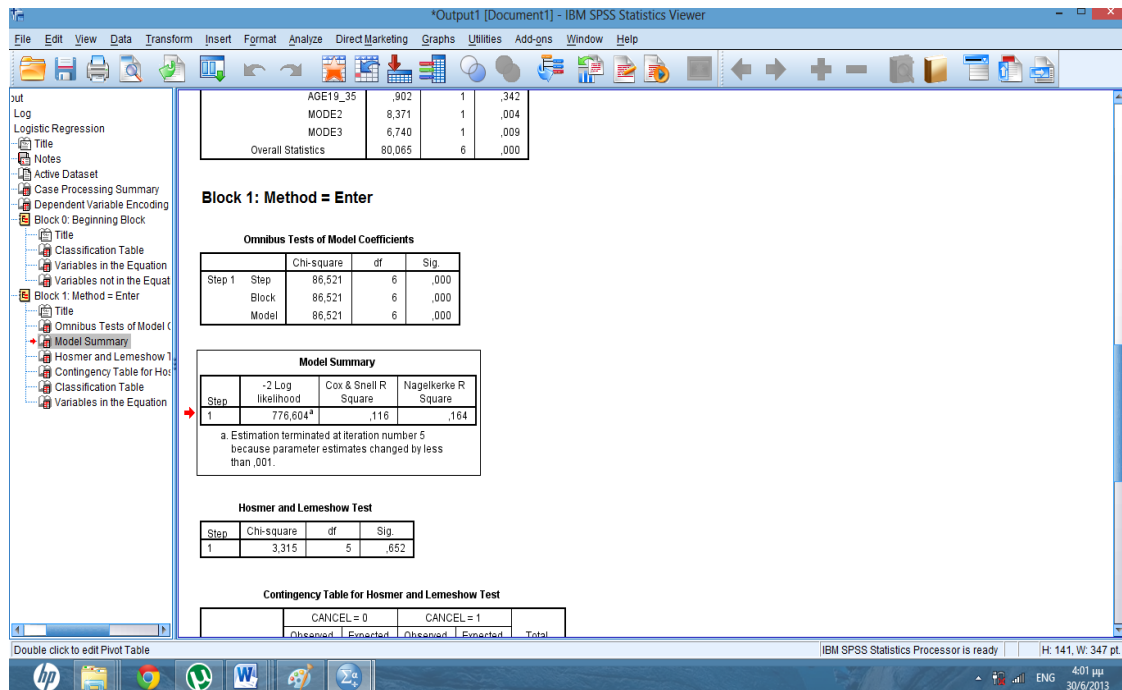 *Output1 [Document1] - IBM SPSS Statistics Viewer
File Edit View Data Transform Insert Format Analyze Direct Marketing Graphs Utilities Add-ons Window Help
put
Log
Logistic Regression
Title
Notes
Active Dataset
Case Processing Summary
Dependent Variable Encoding
Block 0: Beginning Block
Title
Classification Table
Variables in the Equation
Variables not in the Equat
Block 1: Method = Enter
Title
Omnibus Tests of Model C
Model Summary
Hosmer and Lemeshow T
Contingency Table for Hos
Classification Table
Variables in the Equation
AGE19_35 ,902 1 ,342
MODE2 8,371 1 ,004
MODE3 6,740 1 ,009
Overall Statistics 80,065 6 ,000
Block 1: Method = Enter
Omnibus Tests of Model Coefficients
Chi-square df Sig.
Step 1 Step 86,521 6 ,000
Block 86,521 6 ,000
Model 86,521 6 ,000
Model Summary
Step -2 Log likelihood Cox & Snell R Square Nagelkerke R Square
1 776,604a ,116 ,164
a. Estimation terminated at iteration number 5
because parameter estimates changed by less
than ,001.
Hosmer and Lemeshow Test
Step Chi-square df Sig.
1 3,315 5 ,652
Contingency Table for Hosmer and Lemeshow Test
CANCEL = 0 CANCEL = 1
Observed Expected Observed Expected Total
Double click to edit Pivot Table
IBM SPSS Statistics Processor is ready
H: 141, W: 347 pt.
hp
W
Σα
ENG
4:01 μμ
30/6/2013